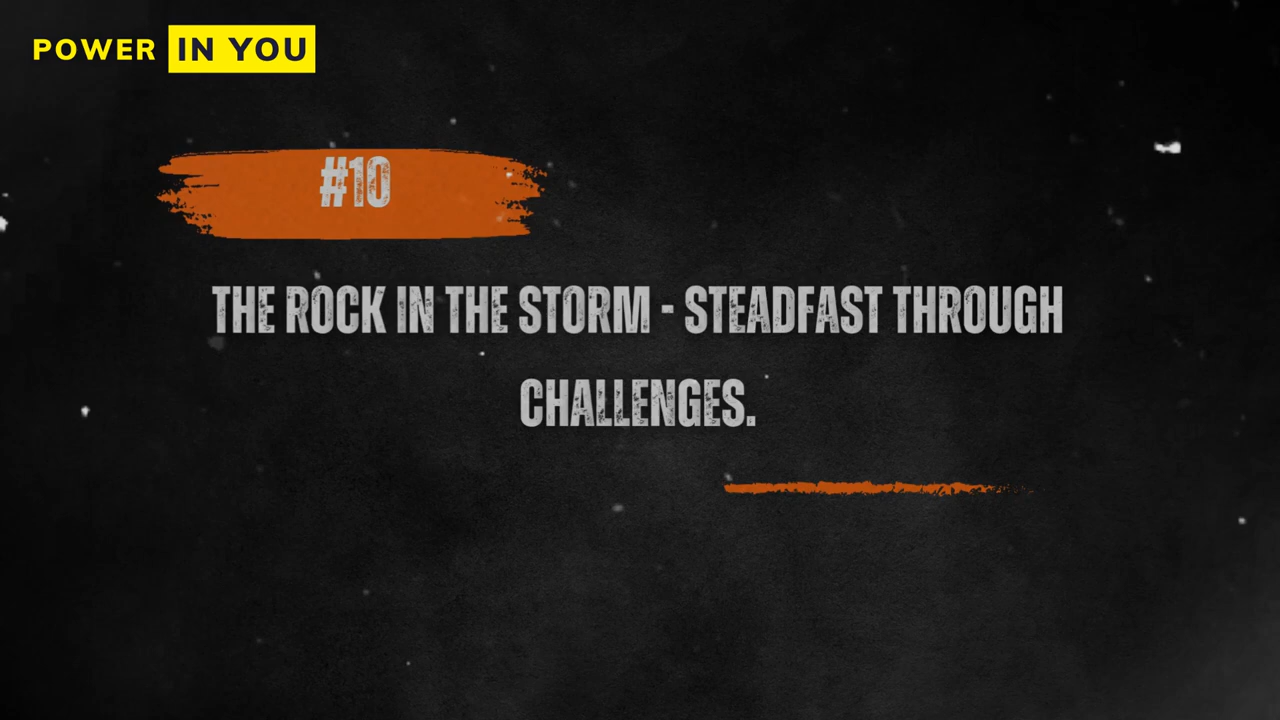 POWER IN YOU
#10
THE ROCK IN THE STORM - STEADFAST THROUGH
CHALLENGES.